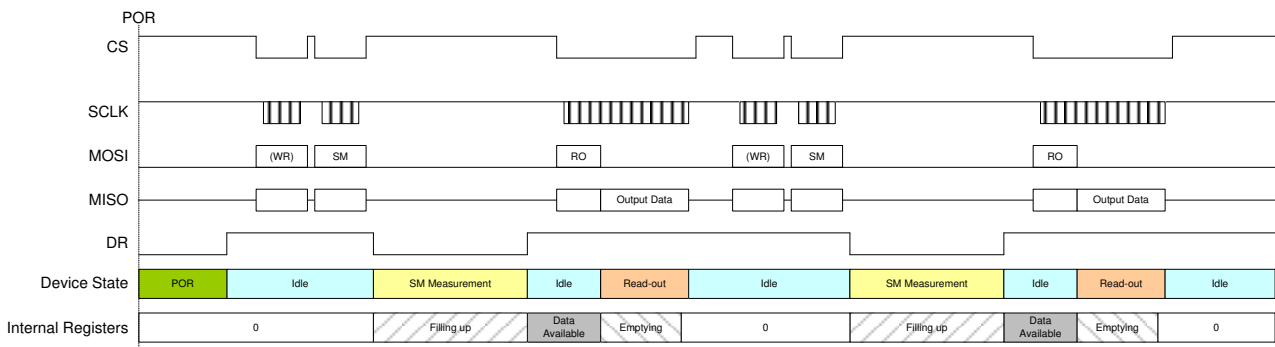 POR
CS
SCLK
MOSI (WR) SM RO (WR) SM RO
MISO Output Data Output Data
DR
Device State POR Idle SM Measurement Idle Read-out Idle SM Measurement Idle Read-out Idle
Internal Registers 0 Filling up Data Available Emptying 0 Filling up Data Available Emptying 0